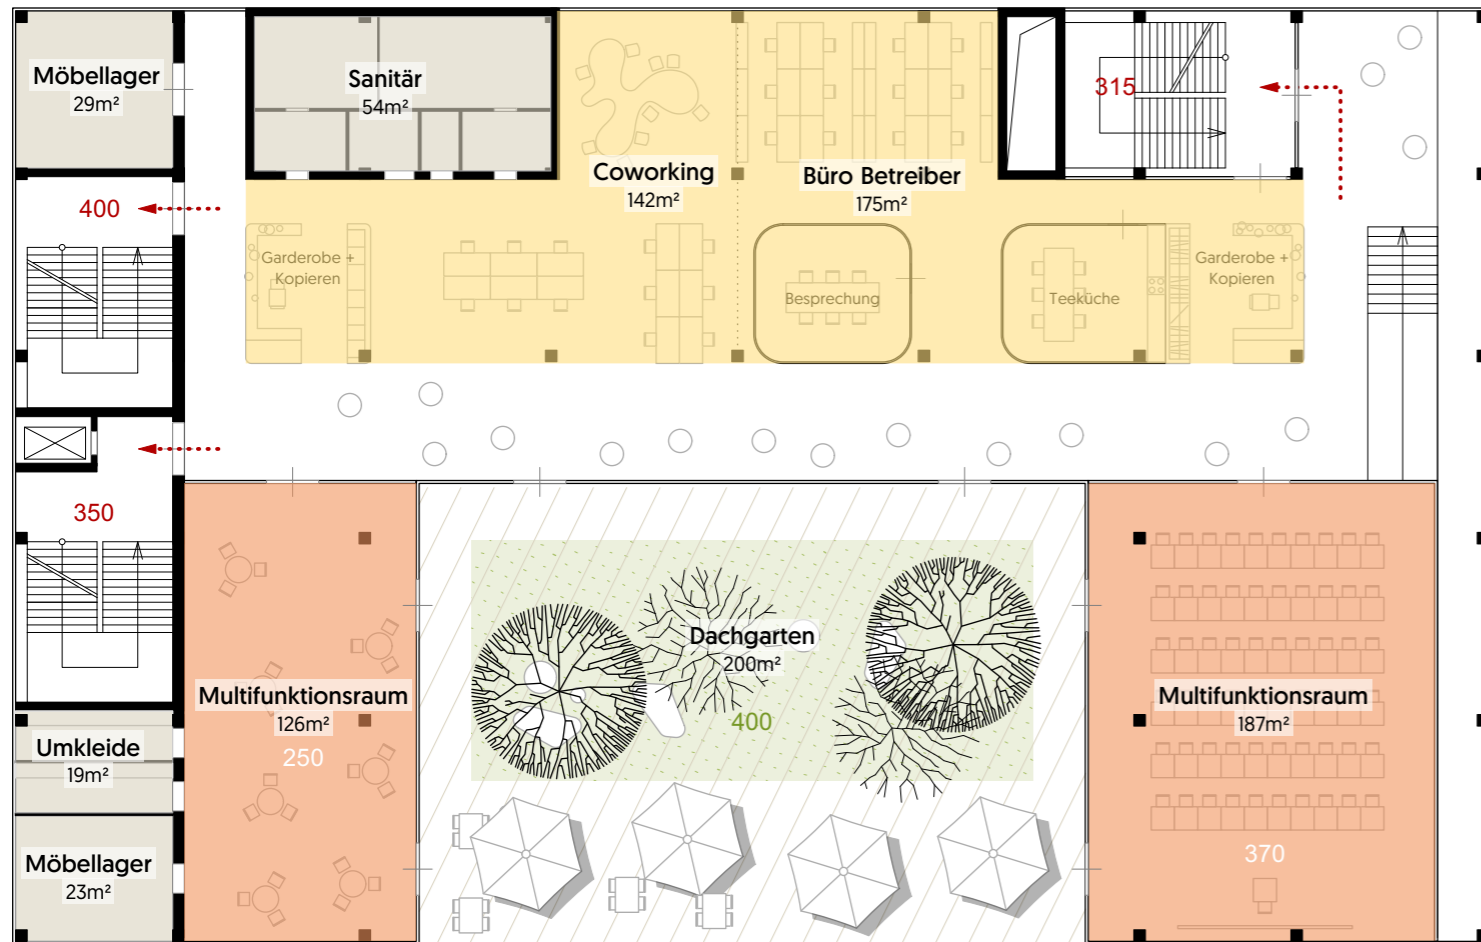 Möbellager
29m²
Sanitär
54m²
315
Coworking
142m²
Büro Betreiber
175m²
400
Garderobe +
Kopieren
Besprechung
Teeküche
Garderobe +
Kopieren
350
Dachgarten
200m²
400
Multifunktionsraum
126m²
250
Multifunktionsraum
187m²
370
Umkleide
19m²
Möbellager
23m²